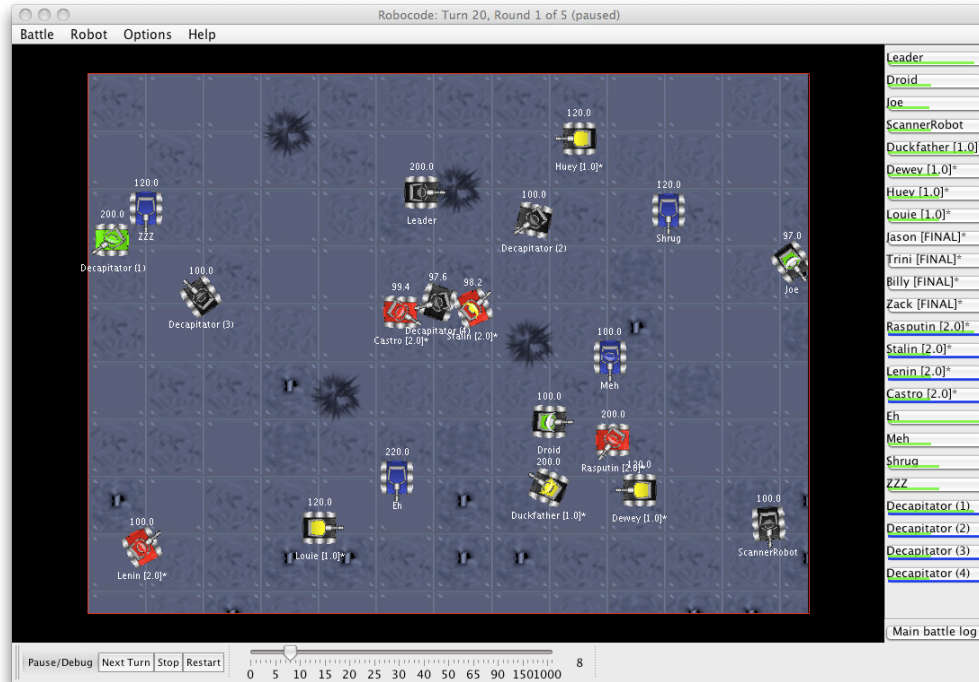 Robocode: Turn 20, Round 1 of 5 (paused)
Battle Robot Options Help
120.0
Huey [1.0]*
200.0
Leader
100.0
Decapitator (2)
120.0
Shrug
120.0
ZZZ
200.0
Decapitator (1)
97.0
Joe
100.0
Decapitator (3)
99.4
Castro [2.0]*
97.6
Decapitator (4)
98.2
Stalin [2.0]*
100.0
Meh
100.0
Droid
200.0
Rasputin [2.0]*
220.0
Eh
200.0
Duckfather [1.0]*
120.0
Dewey [1.0]*
120.0
Louie [1.0]*
100.0
ScannerRobot
100.0
Lenin [2.0]*
Leader
Droid
Joe
ScannerRobot
Duckfather [1.0]
Dewey [1.0]*
Huey [1.0]*
Louie [1.0]*
Jason [FINAL]*
Trini [FINAL]*
Billy [FINAL]*
Zack [FINAL]*
Rasputin [2.0]*
Stalin [2.0]*
Lenin [2.0]*
Castro [2.0]*
Eh
Meh
Shrug
ZZZ
Decapitator (1)
Decapitator (2)
Decapitator (3)
Decapitator (4)
Main battle log
Pause/Debug Next Turn Stop Restart
0 5 10 15 20 25 30 40 50 65 90 1501000
8